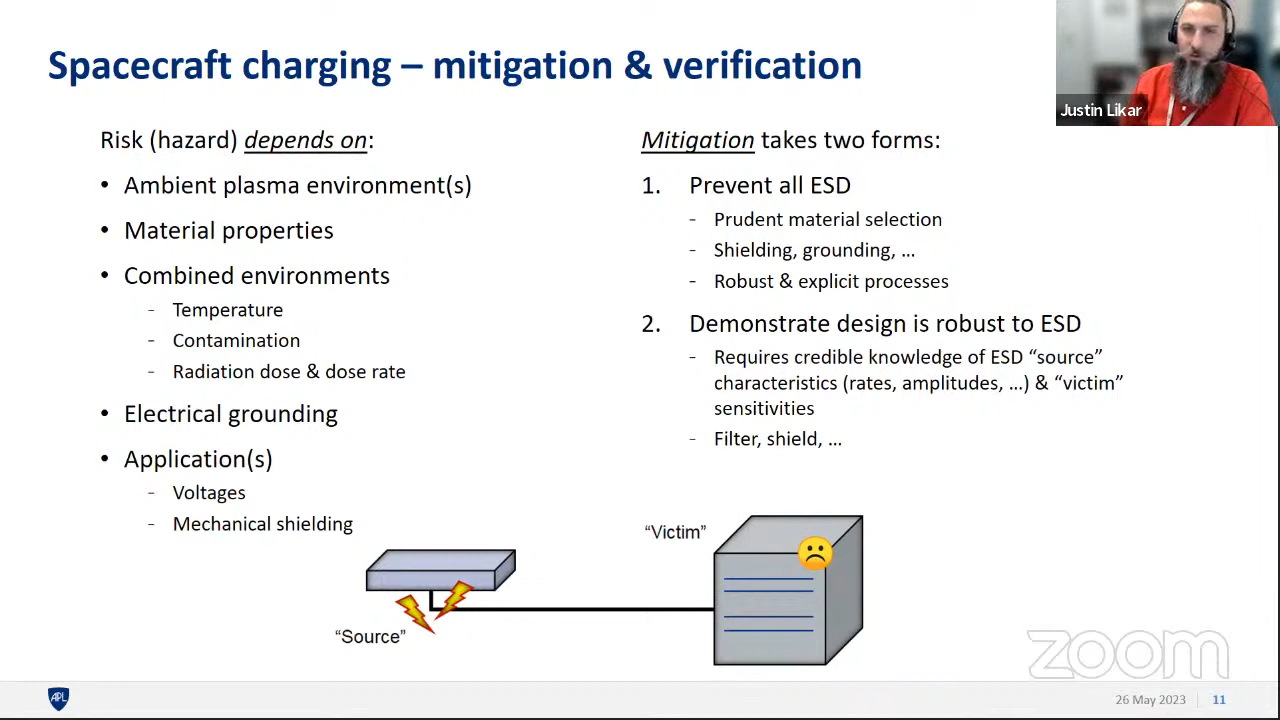 Spacecraft charging – mitigation & verification
Justin Likar
Risk (hazard) depends on:
• Ambient plasma environment(s)
• Material properties
• Combined environments
- Temperature
- Contamination
- Radiation dose & dose rate
• Electrical grounding
• Application(s)
- Voltages
- Mechanical shielding
Mitigation takes two forms:
1. Prevent all ESD
- Prudent material selection
- Shielding, grounding, …
- Robust & explicit processes
2. Demonstrate design is robust to ESD
- Requires credible knowledge of ESD “source”
characteristics (rates, amplitudes, …) & “victim”
sensitivities
- Filter, shield, …
“Victim”
“Source”
zoom
APL
26 May 2023
11